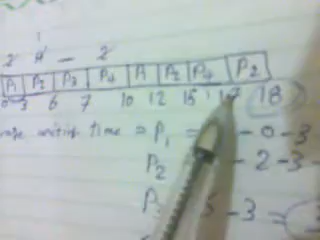 2 4 — 2
P1 P2 P3 P4 P1 P2 P4 P2
0 3 6 7 10 12 15 17 18
waiting time = P1 = - 0 - 3
P2 - 2 - 3 -
P3 5 - 3 =